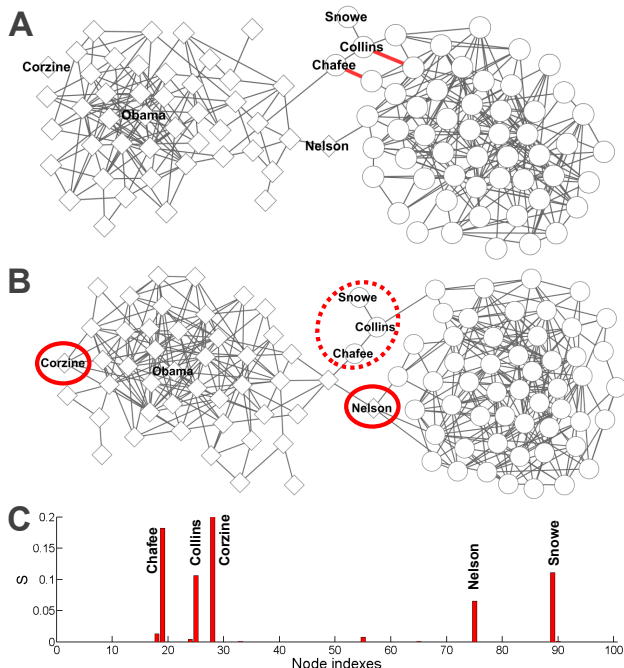 A
Snowe
Collins
Corzine
Chafee
Obama
Nelson
B
Snowe
Collins
Chafee
Corzine
Obama
Nelson
C
0.2
0.15
0.1
0.05
0
S
Chafee
Collins
Corzine
Nelson
Snowe
0 10 20 30 40 50 60 70 80 90 100
Node indexes